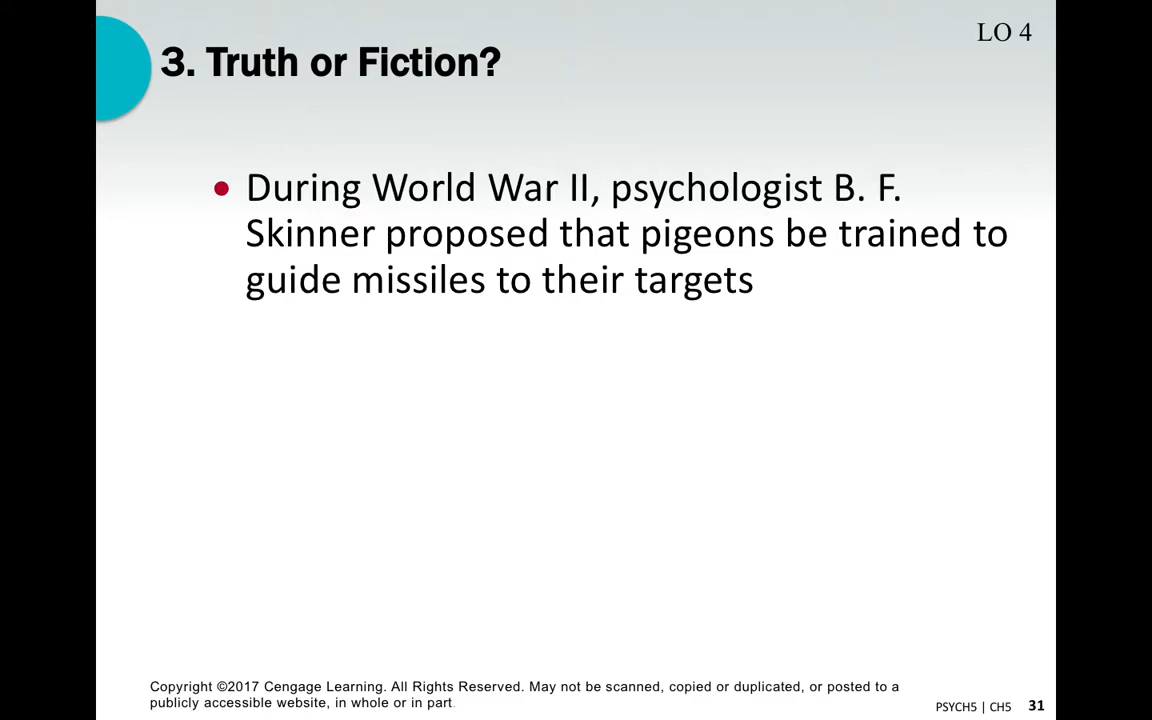 LO 4
3. Truth or Fiction?
• During World War II, psychologist B. F.
Skinner proposed that pigeons be trained to
guide missiles to their targets
Copyright ©2017 Cengage Learning. All Rights Reserved. May not be scanned, copied or duplicated, or posted to a
publicly accessible website, in whole or in part.
PSYCH5 | CH5 31